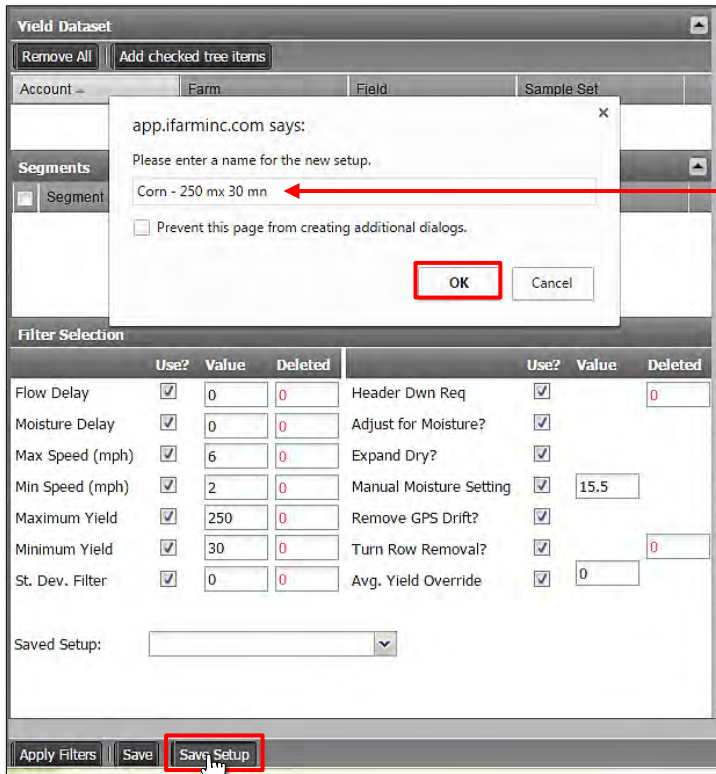 Yield Dataset
Remove All Add checked tree items
Account Farm Field Sample Set
app.ifarminc.com says:
Please enter a name for the new setup.
Corn - 250 mx 30 mn
Prevent this page from creating additional dialogs.
OK Cancel
Segments
Segment
Filter Selection
Use? Value Deleted Use? Value Deleted
Flow Delay 0 0 Header Dwn Req 0
Moisture Delay 0 0 Adjust for Moisture?
Max Speed (mph) 6 0 Expand Dry?
Min Speed (mph) 2 0 Manual Moisture Setting 15.5
Maximum Yield 250 0 Remove GPS Drift?
Minimum Yield 30 0 Turn Row Removal? 0
St. Dev. Filter 0 0 Avg. Yield Override 0
Saved Setup:
Apply Filters Save Save Setup